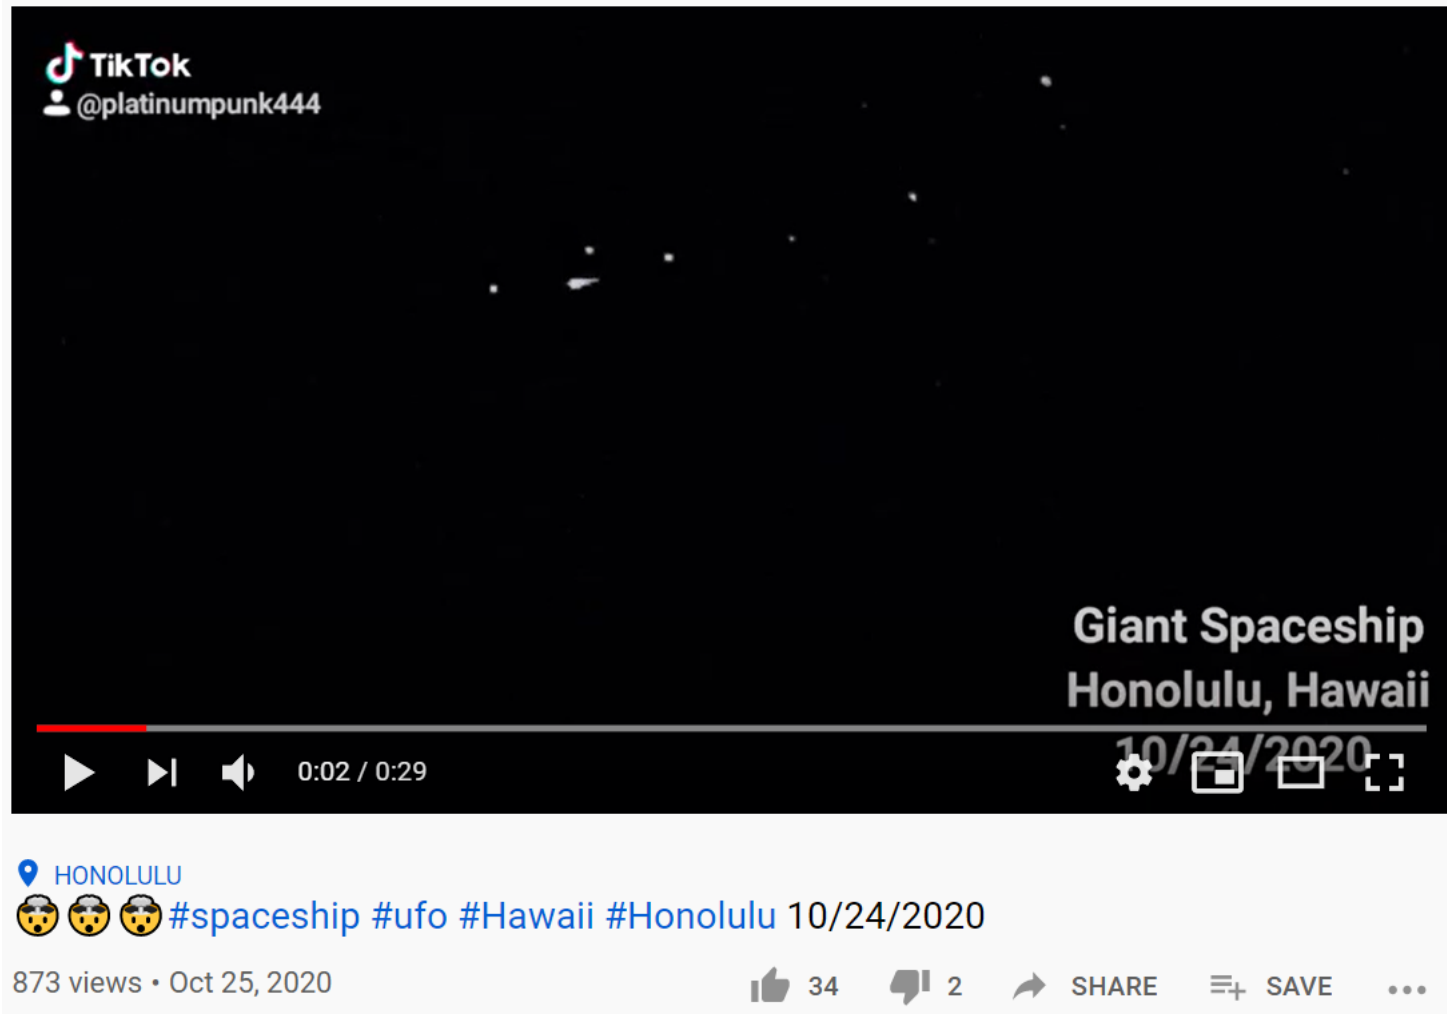 TikTok
@platinumpunk444
Giant Spaceship
Honolulu, Hawaii
10/24/2020
0:02 / 0:29
HONOLULU
🤯🤯🤯#spaceship #ufo #Hawaii #Honolulu 10/24/2020
873 views • Oct 25, 2020
34
2
SHARE
SAVE